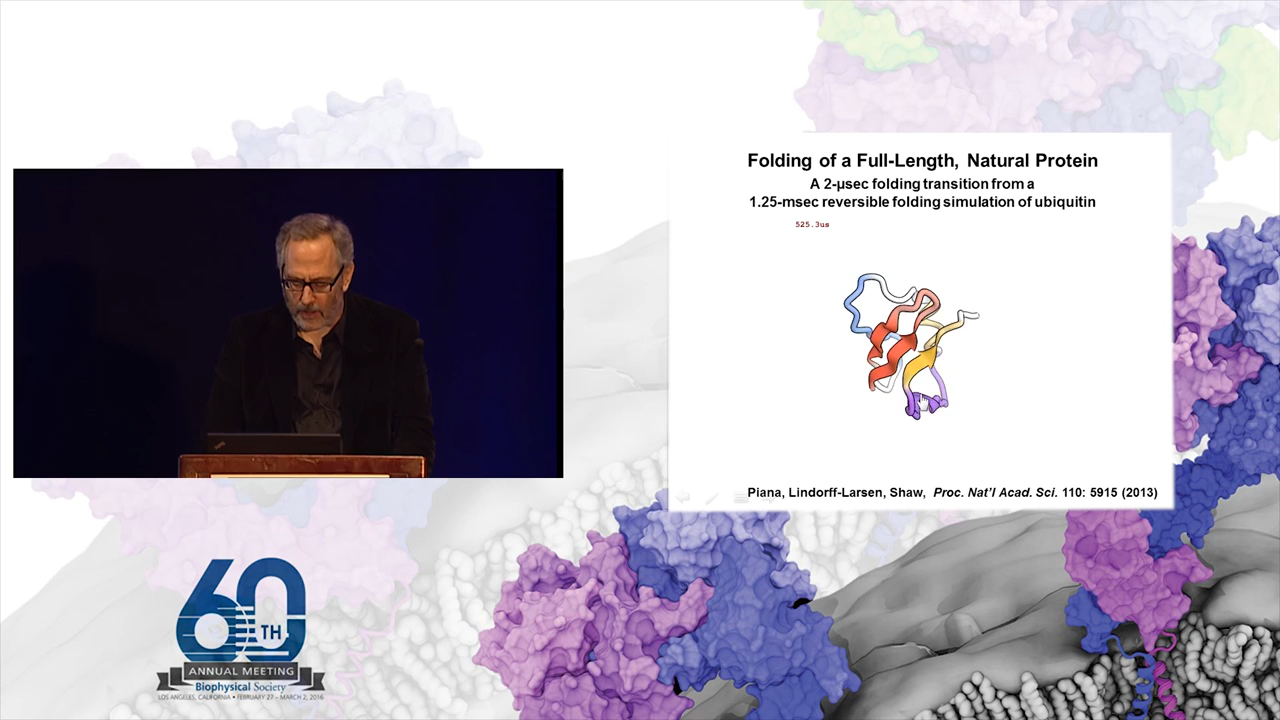 Folding of a Full-Length, Natural Protein
A 2-µsec folding transition from a
1.25-msec reversible folding simulation of ubiquitin
525.3us
Piana, Lindorff-Larsen, Shaw, Proc. Nat'l Acad. Sci. 110: 5915 (2013)
60TH
ANNUAL MEETING
Biophysical Society
LOS ANGELES, CALIFORNIA • FEBRUARY 27 – MARCH 2, 2016